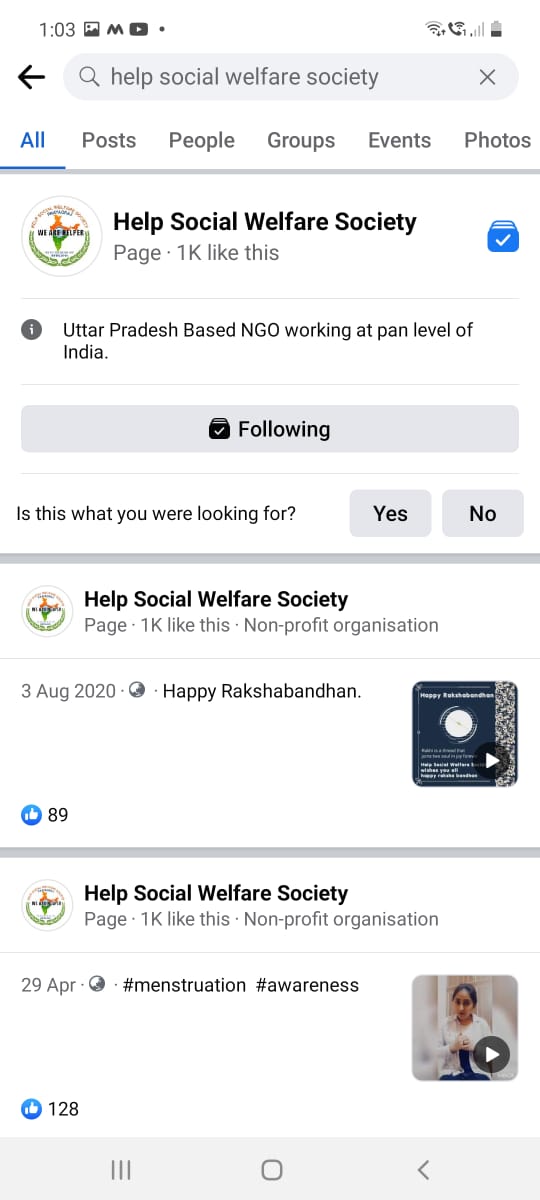 1:03
help social welfare society
All Posts People Groups Events Photos
WE ARE HELPER
Help Social Welfare Society
Page · 1K like this
Uttar Pradesh Based NGO working at pan level of
India.
Following
Is this what you were looking for?
Yes
No
Help Social Welfare Society
Page · 1K like this · Non-profit organisation
3 Aug 2020 · · Happy Rakshabandhan.
Happy Rakshabandhan
Rakhi is a thread that
joins two soul in joy forever
Help Social Welfare
wishes you all
happy raksha bandhan
89
Help Social Welfare Society
Page · 1K like this · Non-profit organisation
29 Apr · · #menstruation #awareness
128